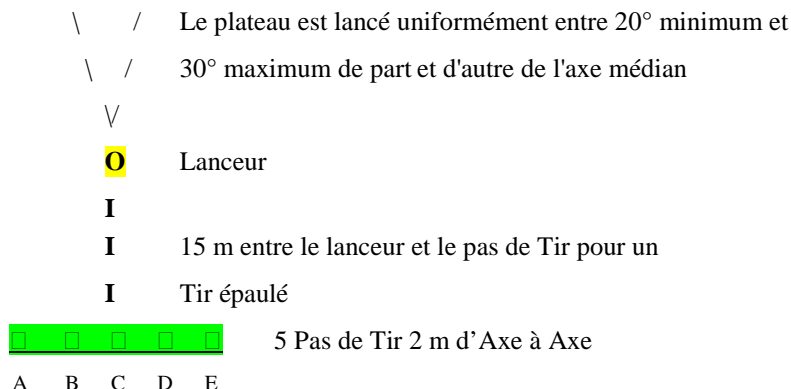 \ / Le plateau est lancé uniformément entre 20° minimum et
\ / 30° maximum de part et d'autre de l'axe médian
\/
O Lanceur
I
I 15 m entre le lanceur et le pas de Tir pour un
I Tir épaulé
□ □ □ □ □ 5 Pas de Tir 2 m d’Axe à Axe
A B C D E